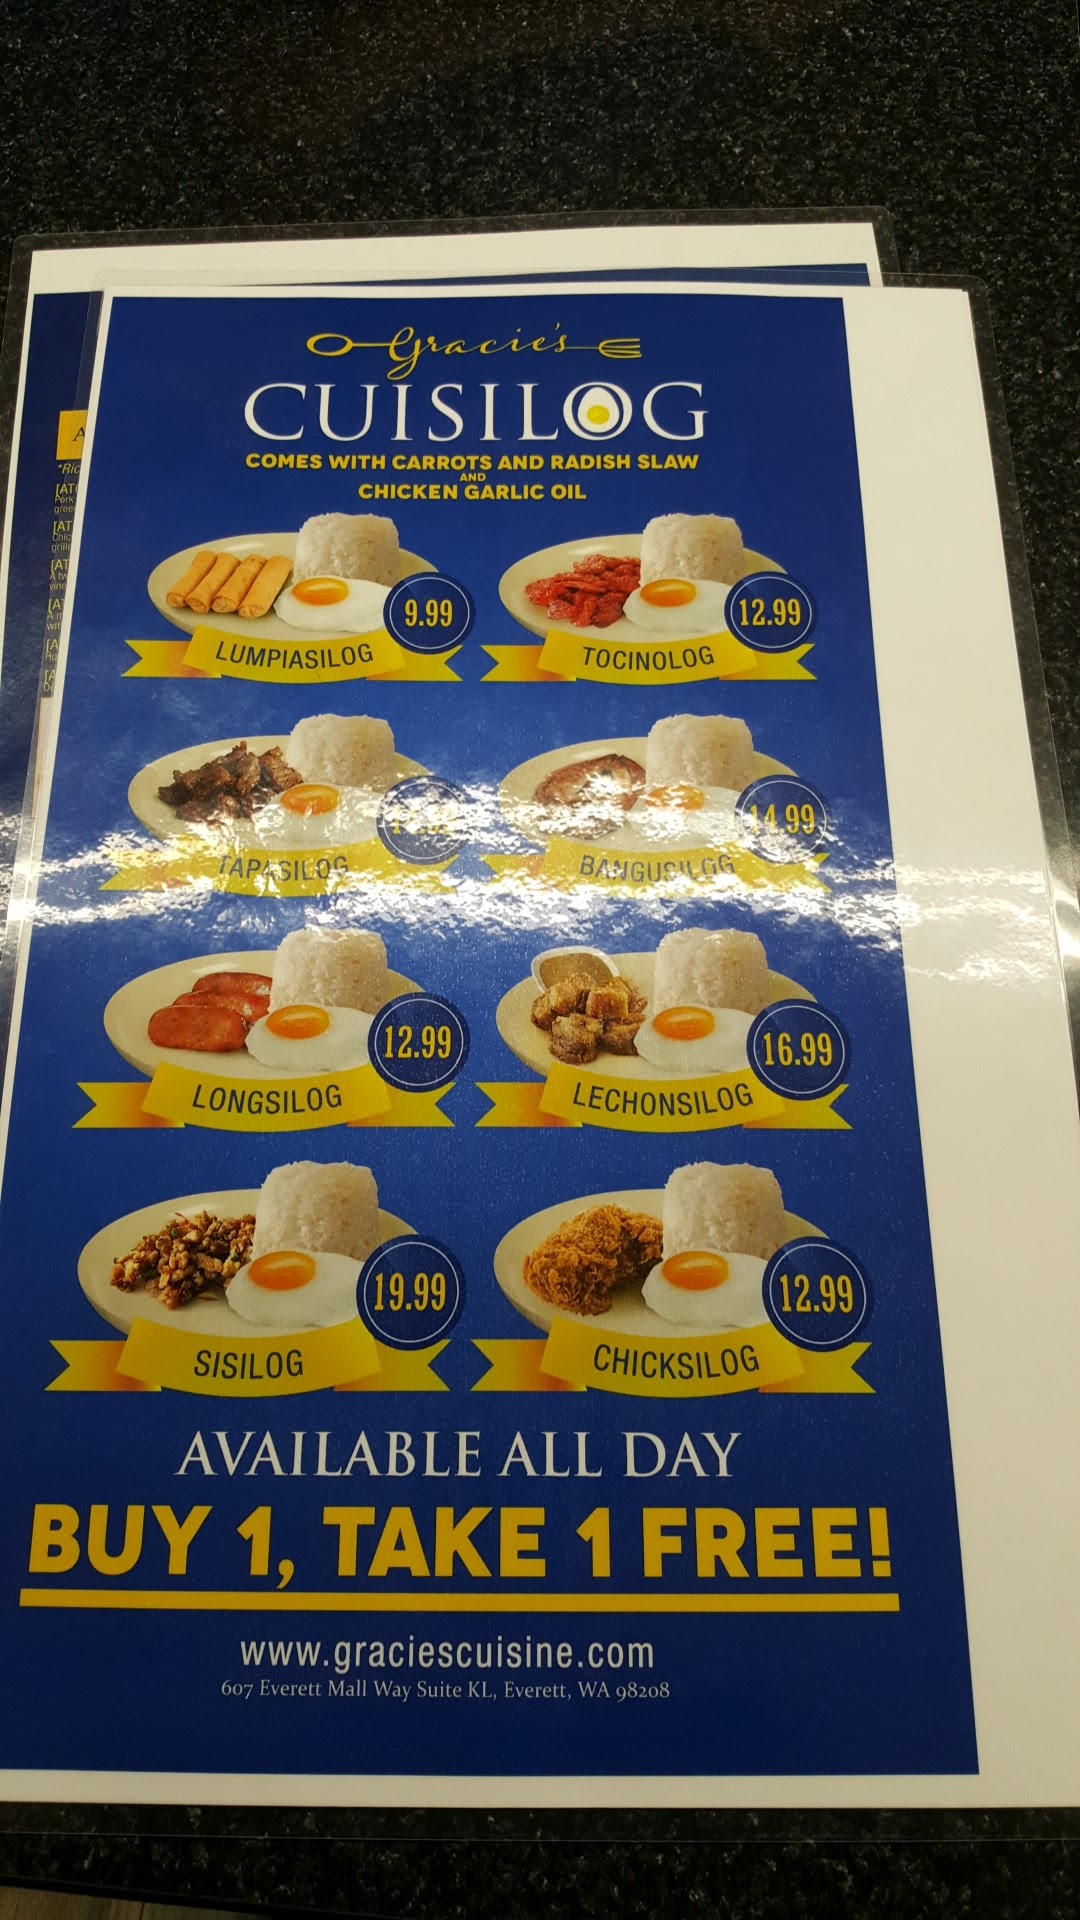 Gracie's
CUISILOG
COMES WITH CARROTS AND RADISH SLAW
AND
CHICKEN GARLIC OIL
9.99
LUMPIASILOG
12.99
TOCINOLOG
TAPASILOG
14.99
BANGUSILOG
12.99
LONGSILOG
16.99
LECHONSILOG
19.99
SISILOG
12.99
CHICKSILOG
AVAILABLE ALL DAY
BUY 1, TAKE 1 FREE!
www.graciescuisine.com
607 Everett Mall Way Suite KL, Everett, WA 98208